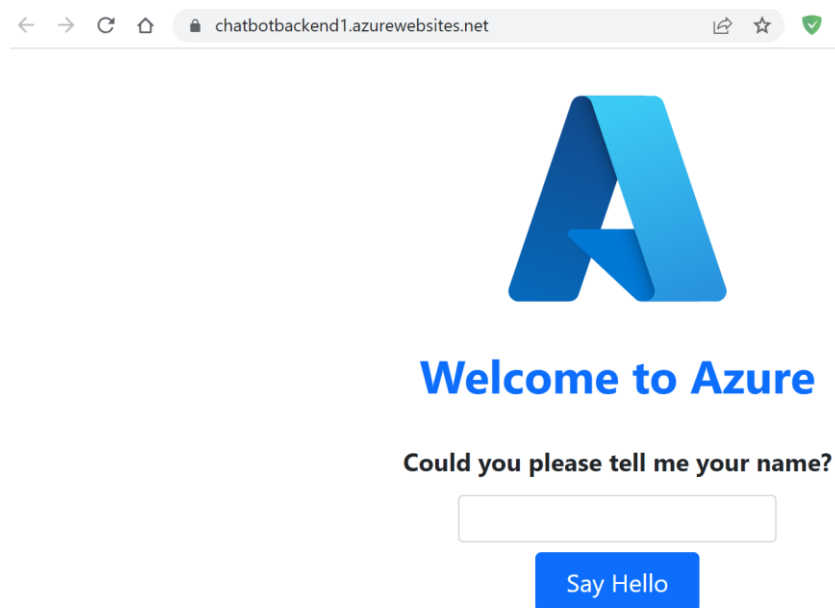 chatbotbackend1.azurewebsites.net
Welcome to Azure
Could you please tell me your name?
Say Hello